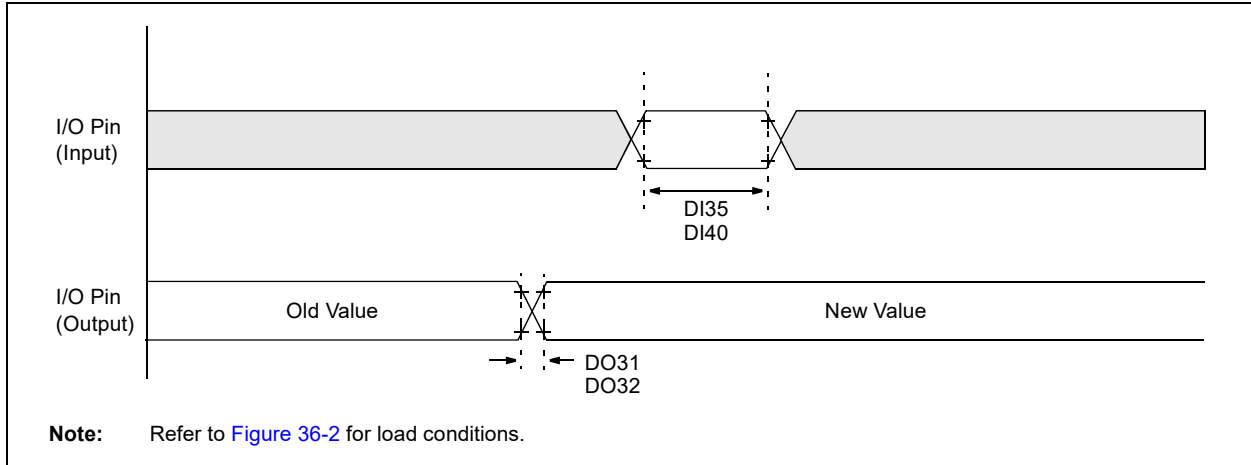 I/O Pin
(Input)
DI35
DI40
I/O Pin
(Output)
Old Value
New Value
DO31
DO32
Note: Refer to Figure 36-2 for load conditions.